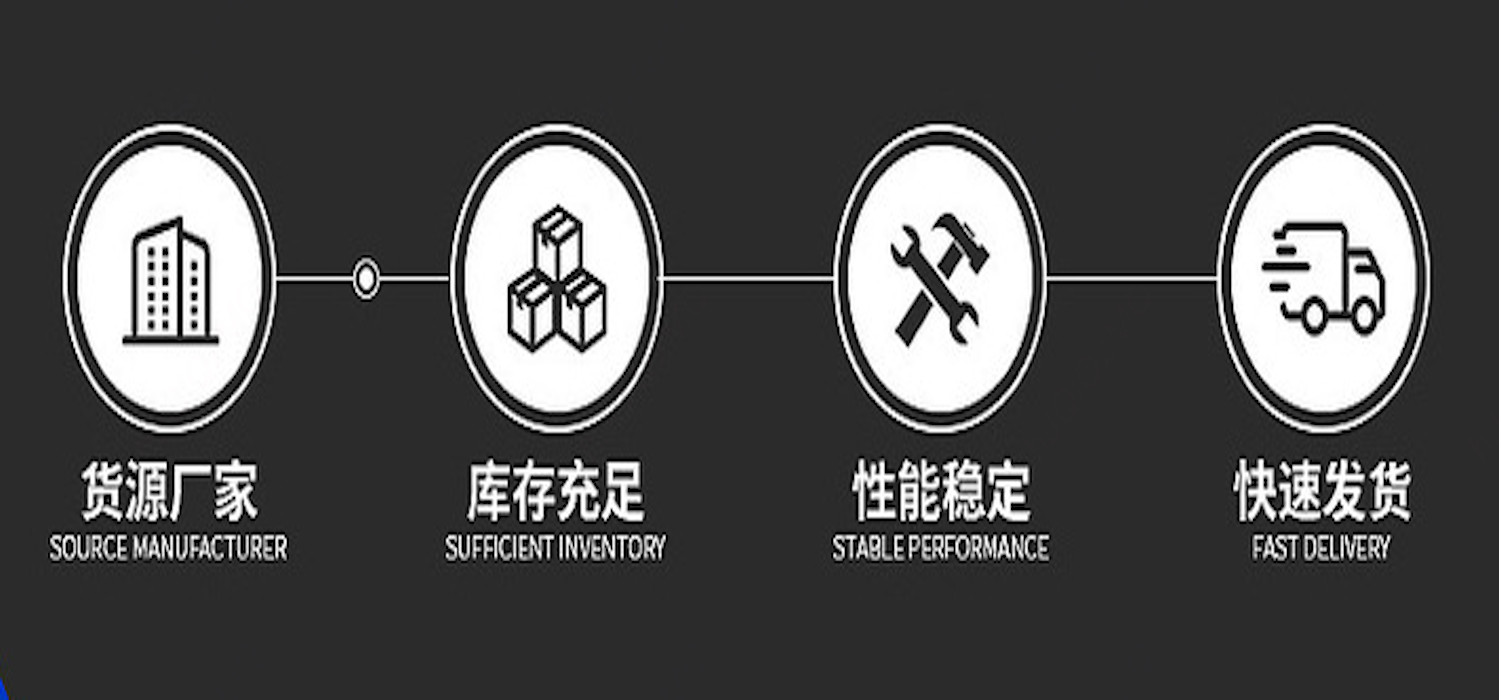 货源厂家
SOURCE MANUFACTURER
库存充足
SUFFICIENT INVENTORY
性能稳定
STABLE PERFORMANCE
快速发货
FAST DELIVERY